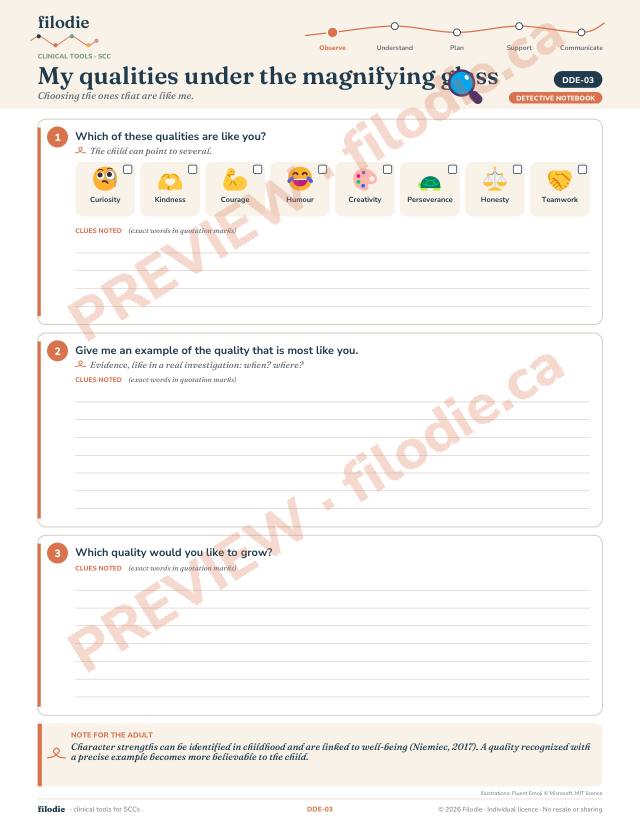 filodie
Observe Understand Plan Support Communicate
CLINICAL TOOLS · SCC
My qualities under the magnifying glass
DDE-03
Choosing the ones that are like me.
DETECTIVE NOTEBOOK
1 Which of these qualities are like you?
The child can point to several.
Curiosity Kindness Courage Humour Creativity Perseverance Honesty Teamwork
CLUES NOTED (exact words in quotation marks)
PREVIEW · filodie.ca
2 Give me an example of the quality that is most like you.
Evidence, like in a real investigation: when? where?
CLUES NOTED (exact words in quotation marks)
PREVIEW · filodie.ca
3 Which quality would you like to grow?
CLUES NOTED (exact words in quotation marks)
NOTE FOR THE ADULT
Character strengths can be identified in childhood and are linked to well-being (Niemiec, 2017). A quality recognized with
a precise example becomes more believable to the child.
Illustrations: Fluent Emoji © Microsoft, MIT licence
filodie · clinical tools for SCCs DDE-03 © 2026 Filodie · Individual licence · No resale or sharing